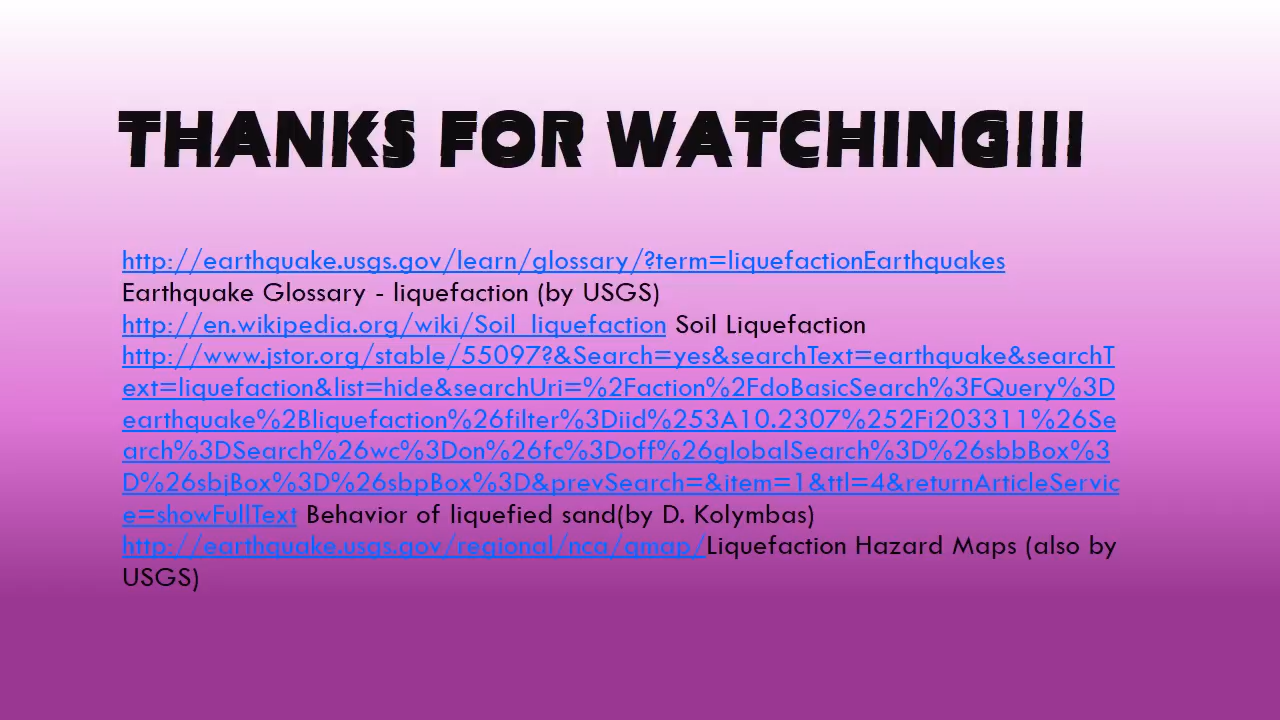 THANKS FOR WATCHING!!!
http://earthquake.usgs.gov/learn/glossary/?term=liquefactionEarthquakes
Earthquake Glossary - liquefaction (by USGS)
http://en.wikipedia.org/wiki/Soil_liquefaction Soil Liquefaction
http://www.jstor.org/stable/55097?&Search=yes&searchText=earthquake&searchT
ext=liquefaction&list=hide&searchUri=%2Faction%2FdoBasicSearch%3FQuery%3D
earthquake%2Bliquefaction%26filter%3Diid%253A10.2307%252Fi203311%26Se
arch%3DSearch%26wc%3Don%26fc%3Doff%26globalSearch%3D%26sbbBox%3
D%26sbjBox%3D%26sbpBox%3D&prevSearch=&item=1&ttl=4&returnArticleServic
e=showFullText Behavior of liquefied sand(by D. Kolymbas)
http://earthquake.usgs.gov/regional/nca/qmap/Liquefaction Hazard Maps (also by
USGS)